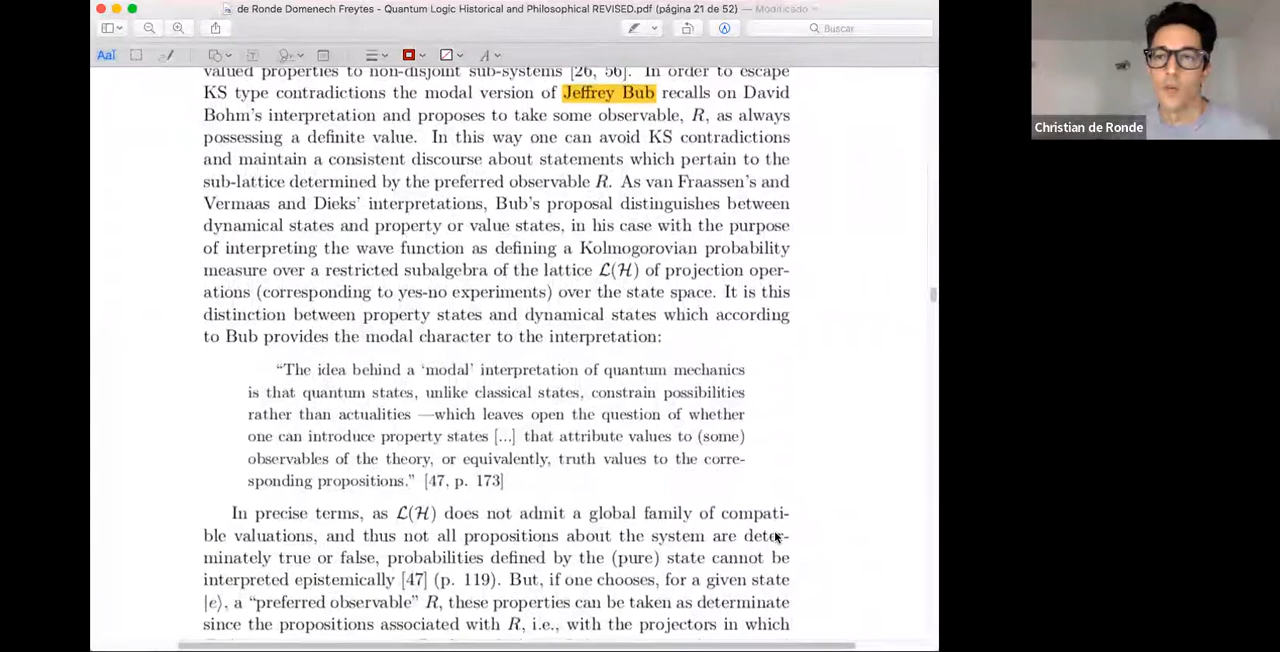 de Ronde Domenech Freytes - Quantum Logic Historical and Philosophical REVISED.pdf (página 21 de 52) — Modificado
Buscar
AaI
A
valued properties to non-disjoint sub-systems [26, 56]. In order to escape
KS type contradictions the modal version of Jeffrey Bub recalls on David
Bohm's interpretation and proposes to take some observable, R, as always
possessing a definite value. In this way one can avoid KS contradictions
and maintain a consistent discourse about statements which pertain to the
sub-lattice determined by the preferred observable R. As van Fraassen's and
Vermaas and Dieks' interpretations, Bub's proposal distinguishes between
dynamical states and property or value states, in his case with the purpose
of interpreting the wave function as defining a Kolmogorovian probability
measure over a restricted subalgebra of the lattice ℒ(ℋ) of projection oper-
ations (corresponding to yes-no experiments) over the state space. It is this
distinction between property states and dynamical states which according
to Bub provides the modal character to the interpretation:
“The idea behind a ‘modal’ interpretation of quantum mechanics
is that quantum states, unlike classical states, constrain possibilities
rather than actualities —which leaves open the question of whether
one can introduce property states [...] that attribute values to (some)
observables of the theory, or equivalently, truth values to the corre-
sponding propositions.” [47, p. 173]
In precise terms, as ℒ(ℋ) does not admit a global family of compati-
ble valuations, and thus not all propositions about the system are deter-
minately true or false, probabilities defined by the (pure) state cannot be
interpreted epistemically [47] (p. 119). But, if one chooses, for a given state
|e⟩, a “preferred observable” R, these properties can be taken as determinate
since the propositions associated with R, i.e., with the projectors in which
Christian de Ronde